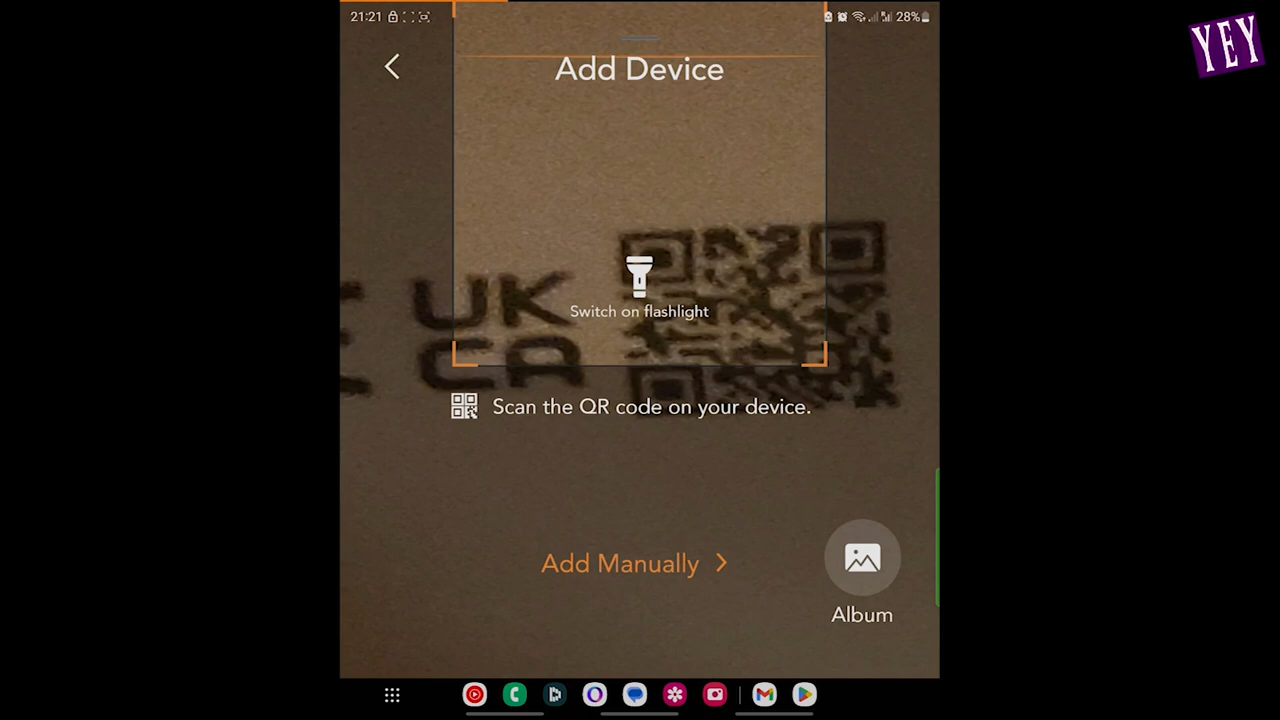 21:21
28%
YEY
Add Device
UK
CA
Switch on flashlight
Scan the QR code on your device.
Add Manually
Album